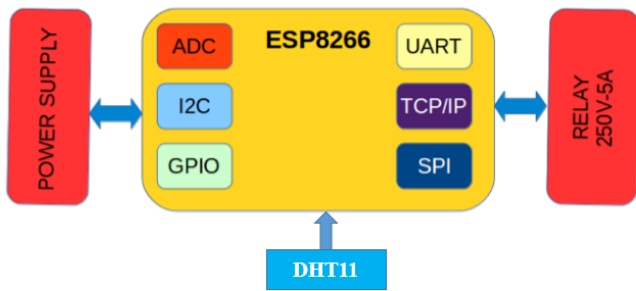 POWER SUPPLY
ESP8266
ADC
UART
I2C
TCP/IP
GPIO
SPI
RELAY
250V-5A
DHT11